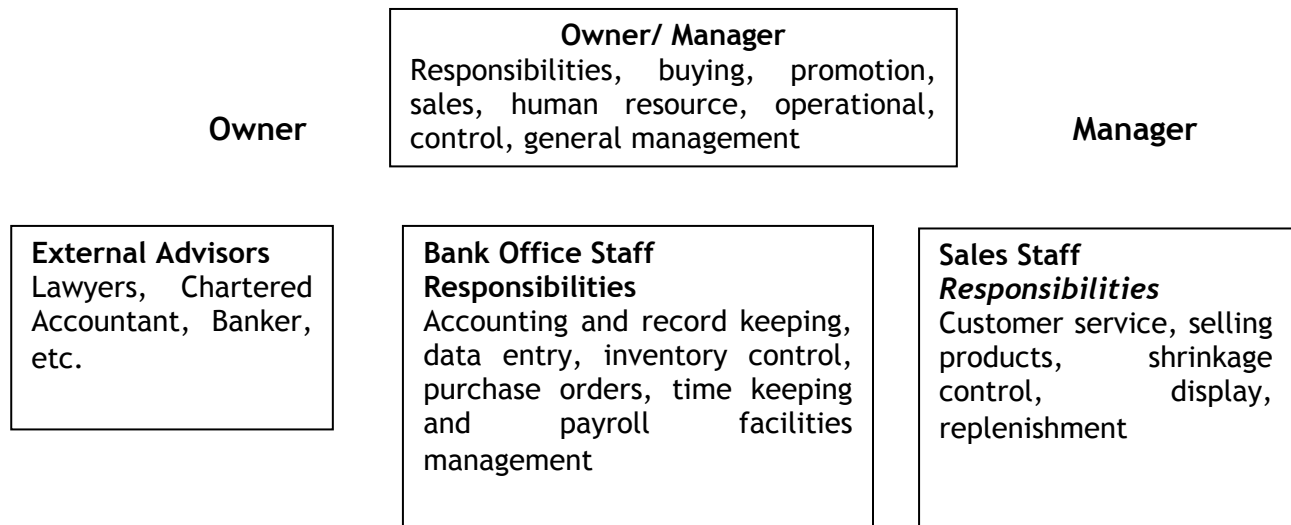 Owner/ Manager
Responsibilities, buying, promotion,
sales, human resource, operational,
control, general management
Owner
Manager
External Advisors
Lawyers, Chartered
Accountant, Banker,
etc.
Bank Office Staff
Responsibilities
Accounting and record keeping,
data entry, inventory control,
purchase orders, time keeping
and payroll facilities
management
Sales Staff
Responsibilities
Customer service, selling
products, shrinkage
control, display,
replenishment